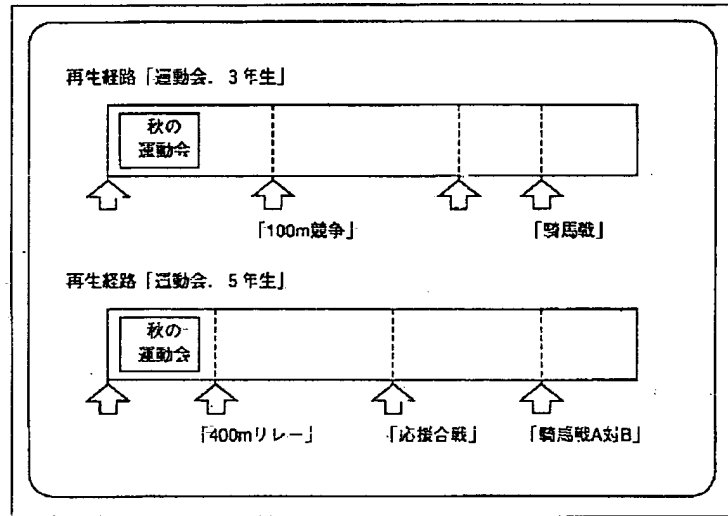 再生経路「運動会.　3年生」
秋の
運動会
「100m競争」
「騎馬戦」
再生経路「運動会.　5年生」
秋の
運動会
「400mリレー」
「応援合戦」
「騎馬戦A対B」